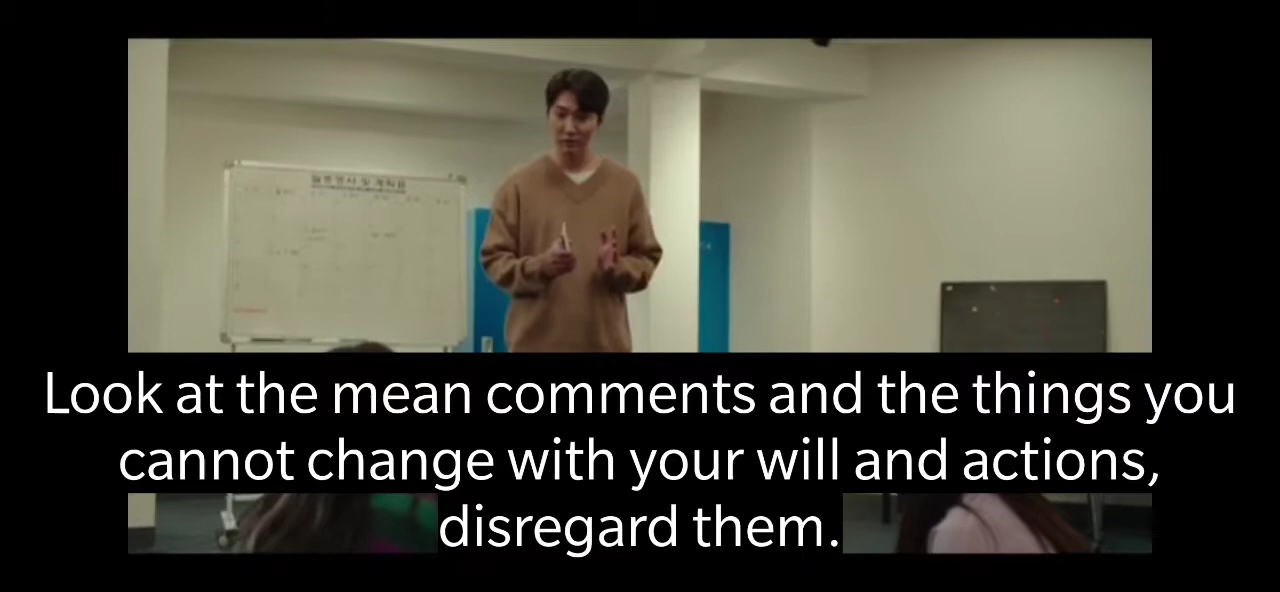 Look at the mean comments and the things you
cannot change with your will and actions,
disregard them.